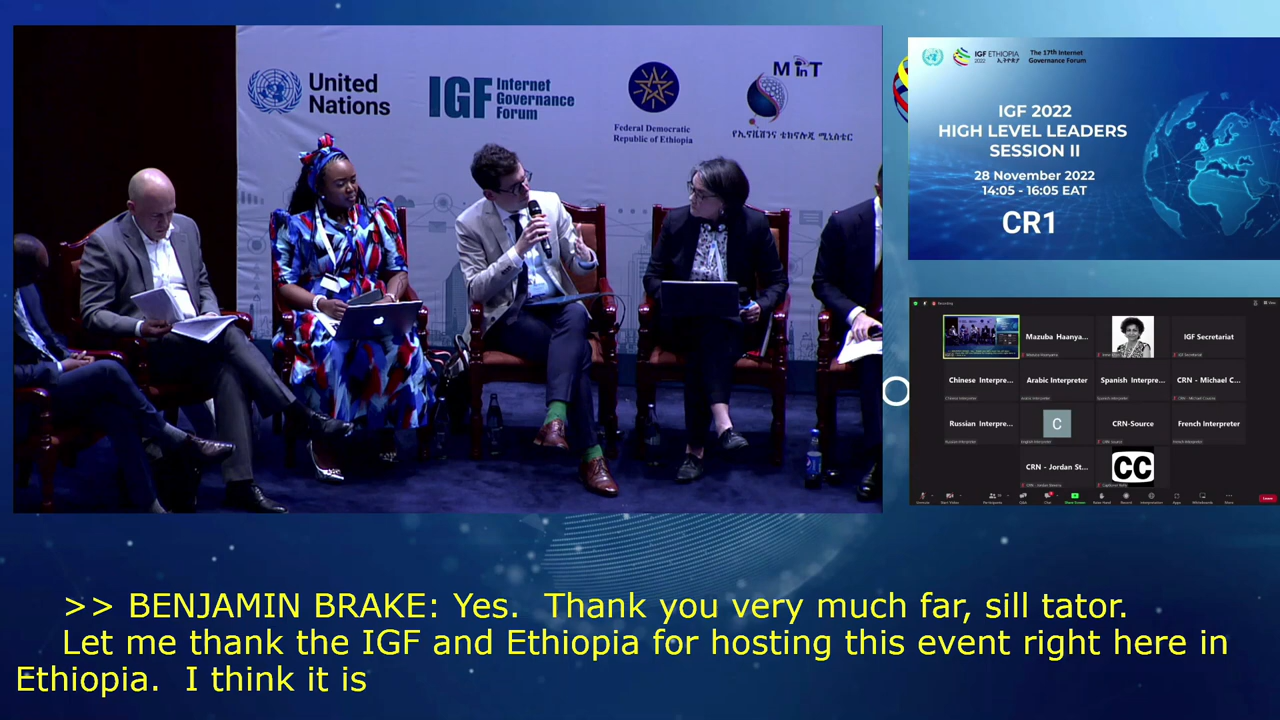 United
Nations
IGF
Internet
Governance
Forum
Federal Democratic
Republic of Ethiopia
MinT
የኢኖቬሽንና ቴክኖሎጂ ሚኒስቴር
IGF ETHIOPIA
2022 ኢትዮጵያ
The 17th Internet
Governance Forum
IGF 2022
HIGH LEVEL LEADERS
SESSION II
28 November 2022
14:05 - 16:05 EAT
CR1
Mazuba Haanya...
IGF Secretariat
Chinese Interpre...
Arabic Interpreter
Spanish Interpre...
CRN - Michael C...
Russian Interpre...
C
CRN-Source
French Interpreter
CRN - Jordan St...
CC
>> BENJAMIN BRAKE: Yes.  Thank you very much far, sill tator.
Let me thank the IGF and Ethiopia for hosting this event right here in
Ethiopia.  I think it is